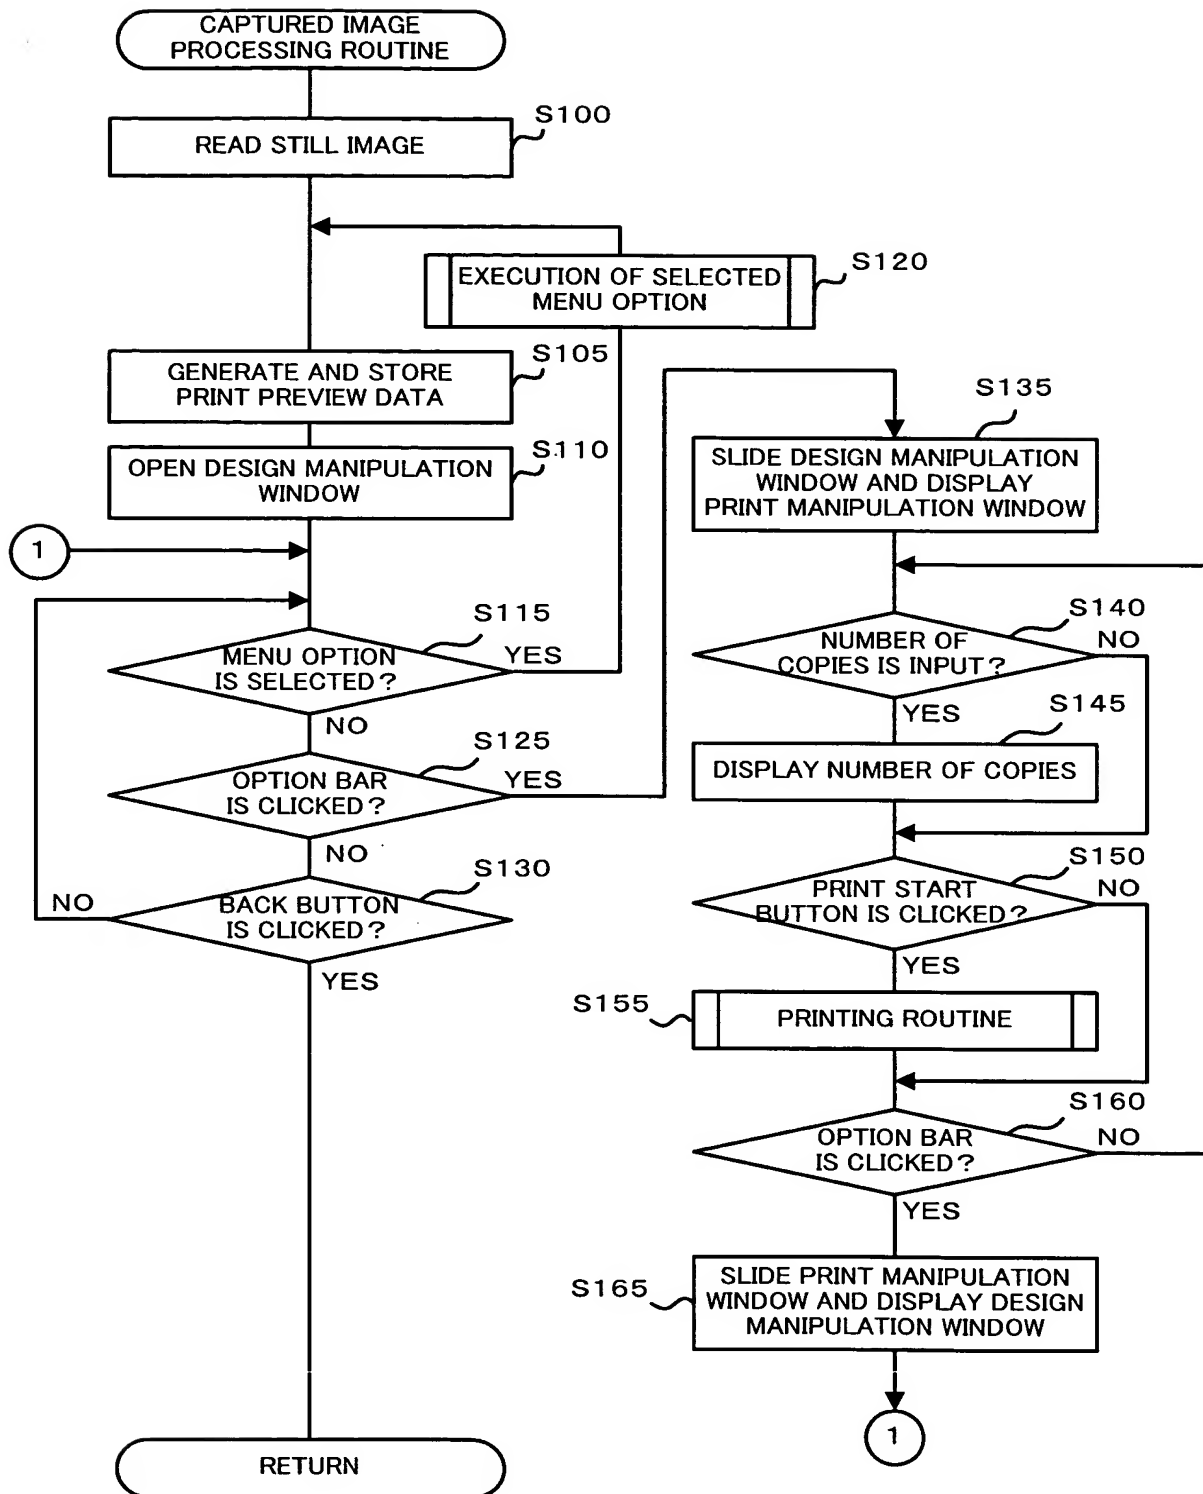 CAPTURED IMAGE
PROCESSING ROUTINE
S100
READ STILL IMAGE
S120
EXECUTION OF SELECTED
MENU OPTION
S105
GENERATE AND STORE
PRINT PREVIEW DATA
S110
OPEN DESIGN MANIPULATION
WINDOW
1
S115
MENU OPTION
IS SELECTED?
YES
NO
S125
OPTION BAR
IS CLICKED?
YES
NO
S130
BACK BUTTON
IS CLICKED?
NO
YES
RETURN
S135
SLIDE DESIGN MANIPULATION
WINDOW AND DISPLAY
PRINT MANIPULATION WINDOW
S140
NUMBER OF
COPIES IS INPUT?
NO
YES
S145
DISPLAY NUMBER OF COPIES
S150
PRINT START
BUTTON IS CLICKED?
NO
YES
S155
PRINTING ROUTINE
S160
OPTION BAR
IS CLICKED?
NO
YES
S165
SLIDE PRINT MANIPULATION
WINDOW AND DISPLAY DESIGN
MANIPULATION WINDOW
1